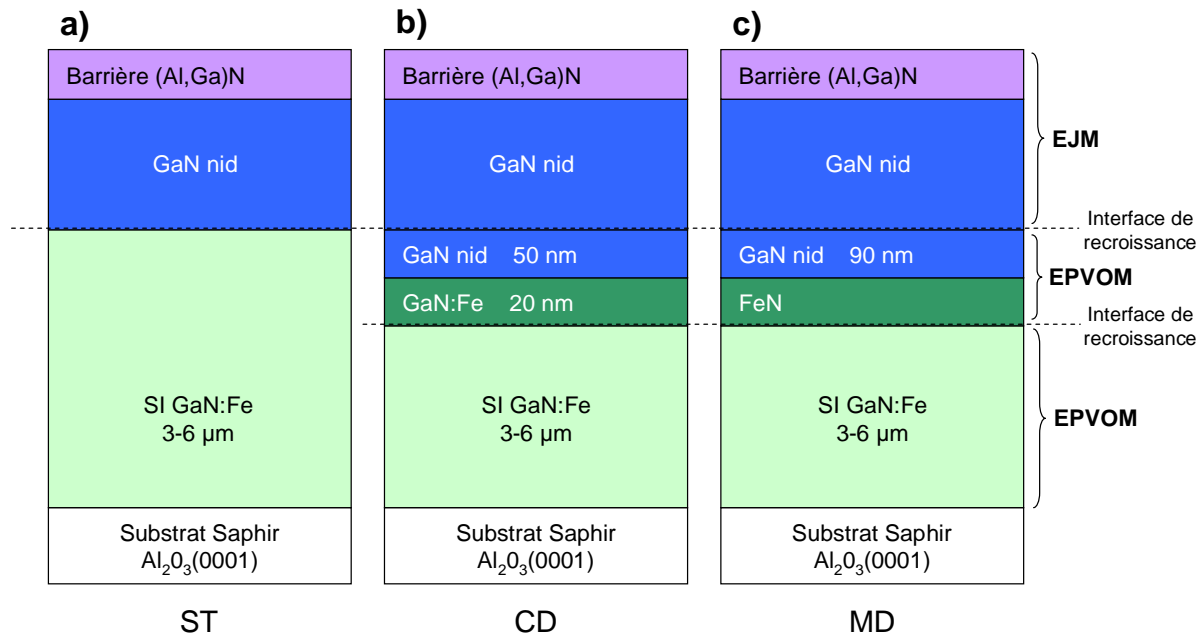 a)
b)
c)
Barrière (Al,Ga)N
Barrière (Al,Ga)N
Barrière (Al,Ga)N
EJM
GaN nid
GaN nid
GaN nid
Interface de
recroissance
GaN nid 50 nm
GaN nid 90 nm
EPVOM
GaN:Fe 20 nm
FeN
Interface de
recroissance
SI GaN:Fe
3-6 µm
SI GaN:Fe
3-6 µm
SI GaN:Fe
3-6 µm
EPVOM
Substrat Saphir
Al₂0₃(0001)
Substrat Saphir
Al₂0₃(0001)
Substrat Saphir
Al₂0₃(0001)
ST
CD
MD